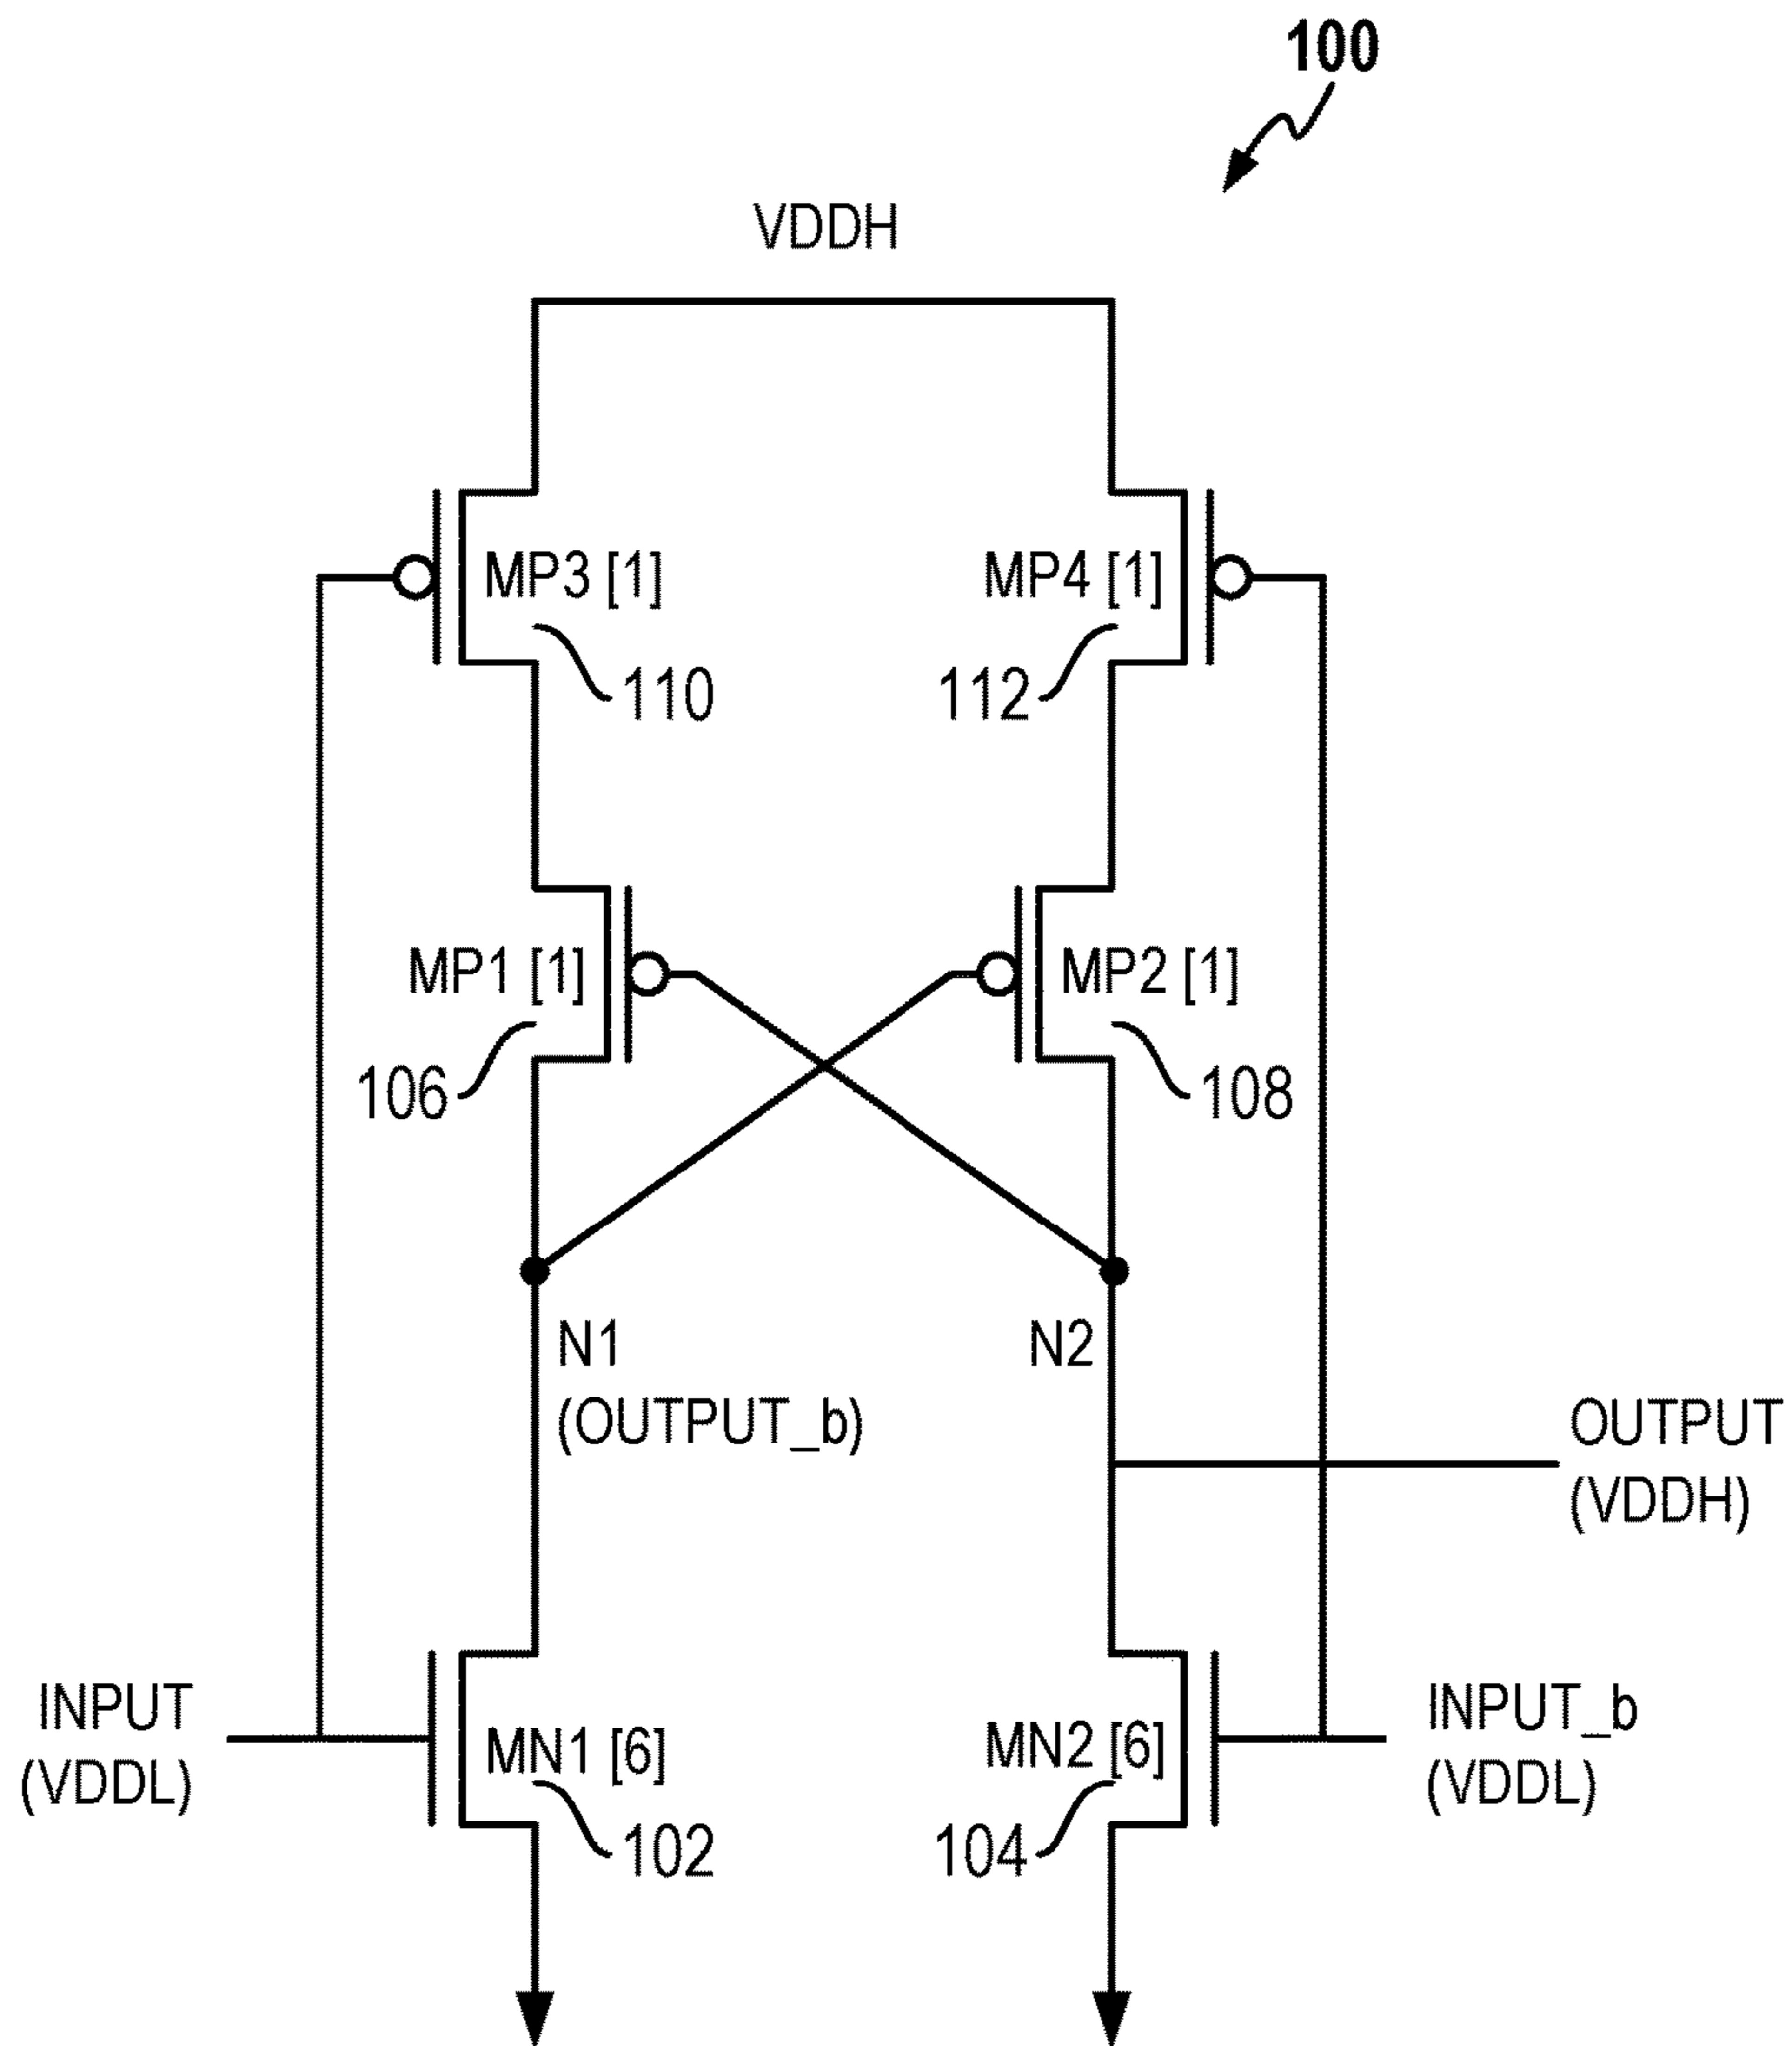 100
VDDH
MP3 [1]
MP4 [1]
110
112
MP1 [1]
MP2 [1]
106
108
N1
(OUTPUT_b)
N2
OUTPUT
(VDDH)
INPUT
(VDDL)
MN1 [6]
MN2 [6]
INPUT_b
(VDDL)
102
104